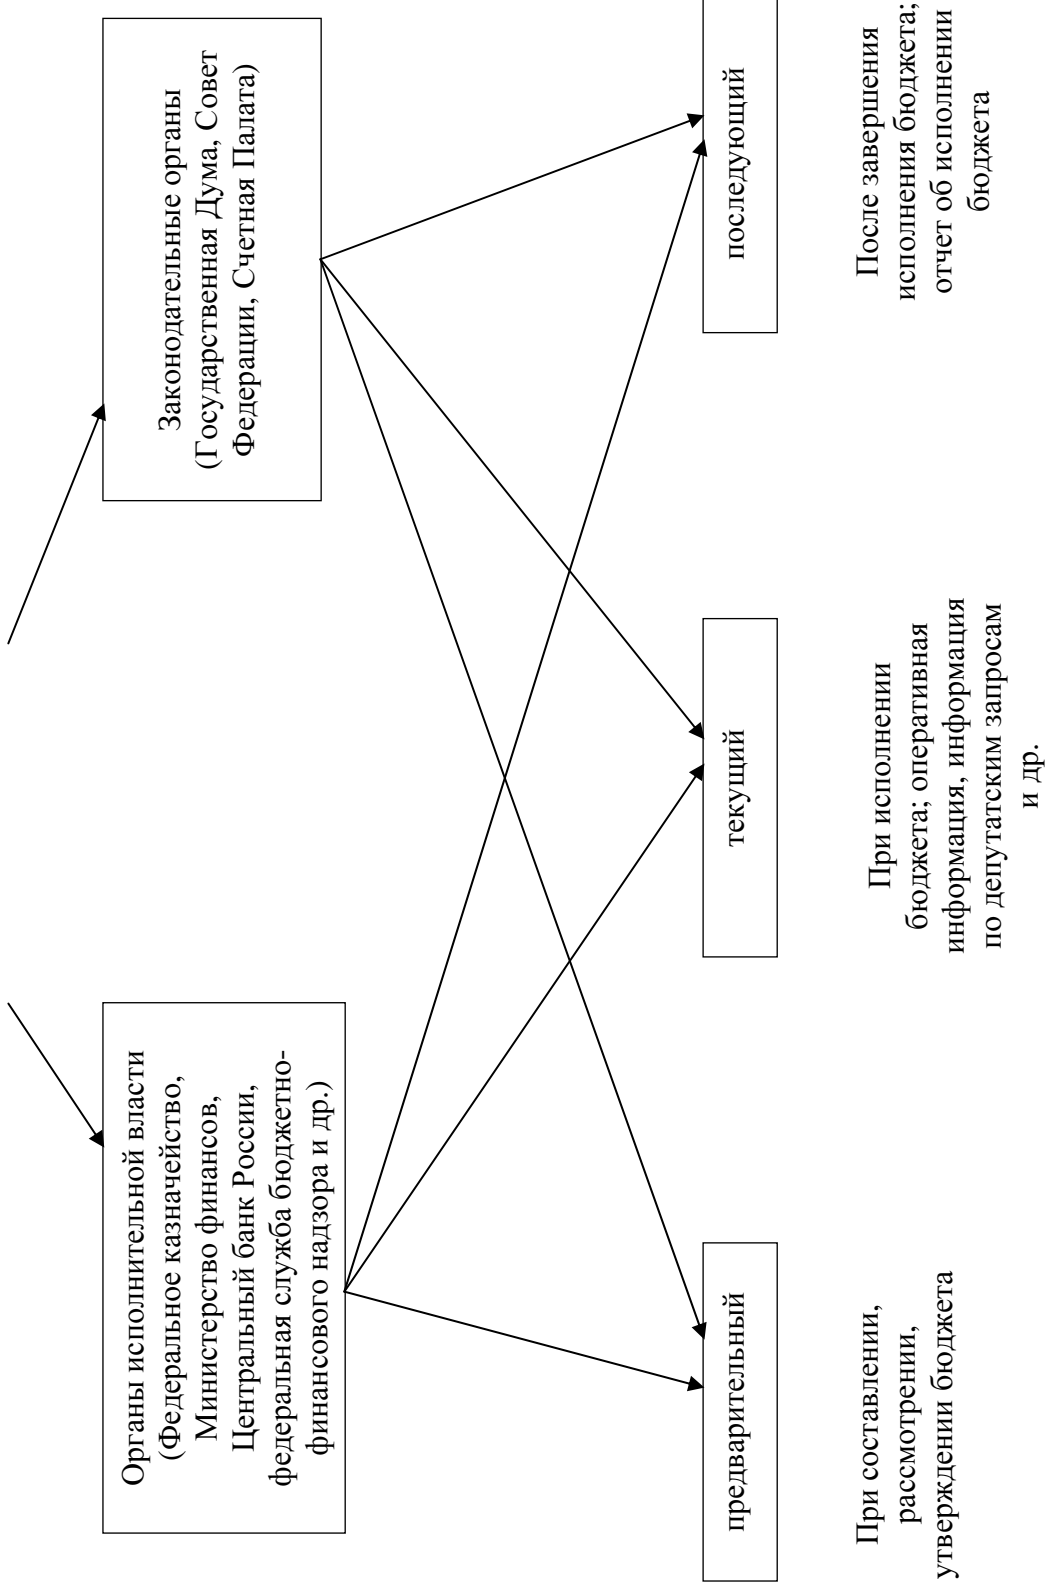 Органы исполнительной власти
(Федеральное казначейство,
Министерство финансов,
Центральный банк России,
федеральная служба бюджетно-
финансового надзора и др.)
Законодательные органы
(Государственная Дума, Совет
Федерации, Счетная Палата)
предварительный
текущий
последующий
При составлении,
рассмотрении,
утверждении бюджета
При исполнении
бюджета; оперативная
информация, информация
по депутатским запросам
и др.
После завершения
исполнения бюджета;
отчет об исполнении
бюджета